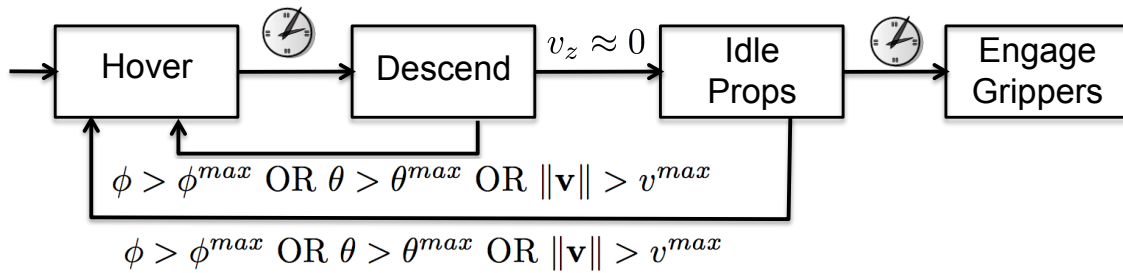 Hover
Descend
v_z ≈ 0
Idle
Props
Engage
Grippers
ϕ > ϕ^{max} OR θ > θ^{max} OR ‖v‖ > v^{max}
ϕ > ϕ^{max} OR θ > θ^{max} OR ‖v‖ > v^{max}